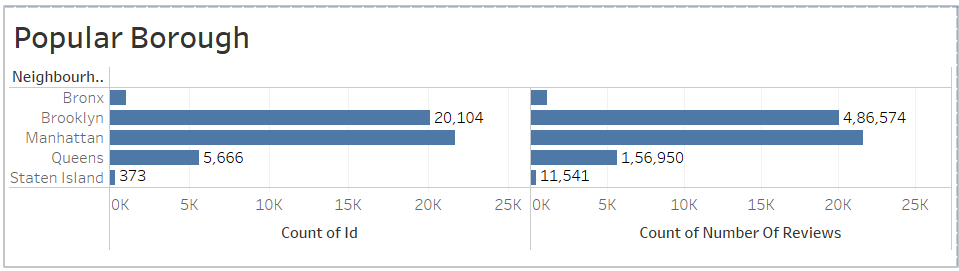 Popular Borough
Neighbourh..
Bronx
Brooklyn 20,104 4,86,574
Manhattan
Queens 5,666 1,56,950
Staten Island 373 11,541
0K 5K 10K 15K 20K 25K 0K 5K 10K 15K 20K 25K
Count of Id Count of Number Of Reviews